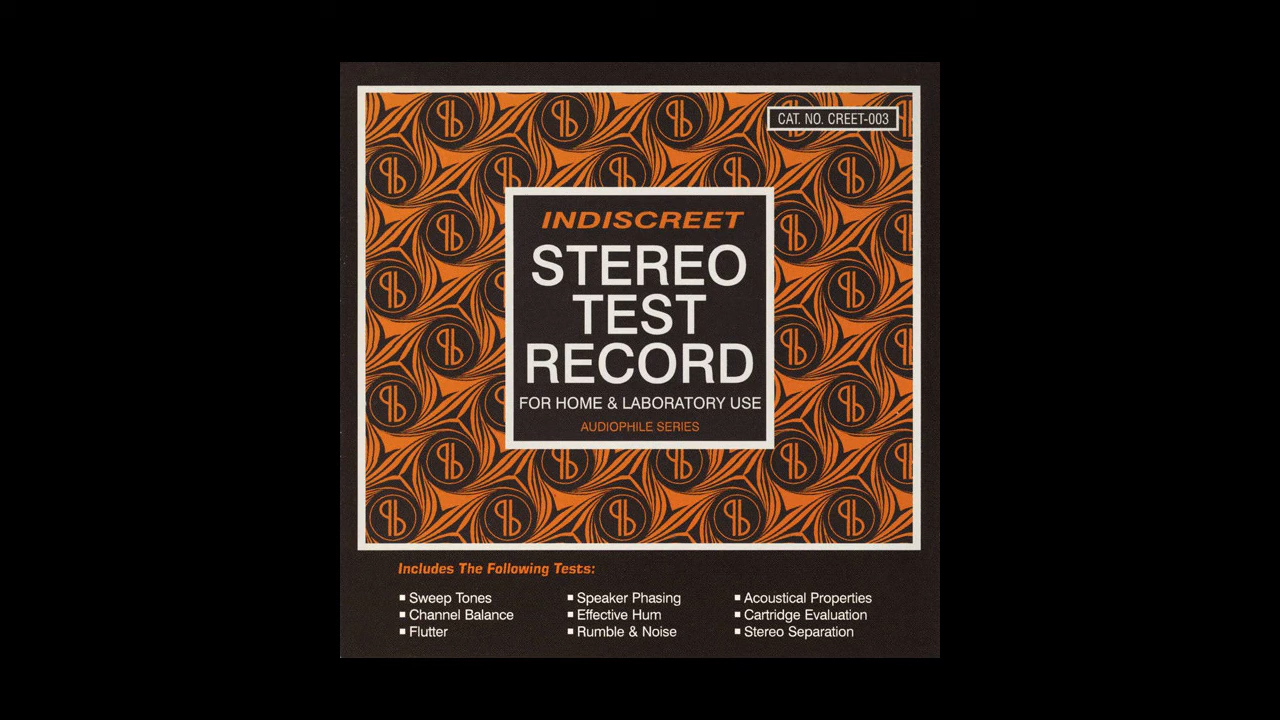 CAT. NO. CREET-003
INDISCREET
STEREO
TEST
RECORD
FOR HOME & LABORATORY USE
AUDIOPHILE SERIES
Includes The Following Tests:
Sweep Tones
Channel Balance
Flutter
Speaker Phasing
Effective Hum
Rumble & Noise
Acoustical Properties
Cartridge Evaluation
Stereo Separation